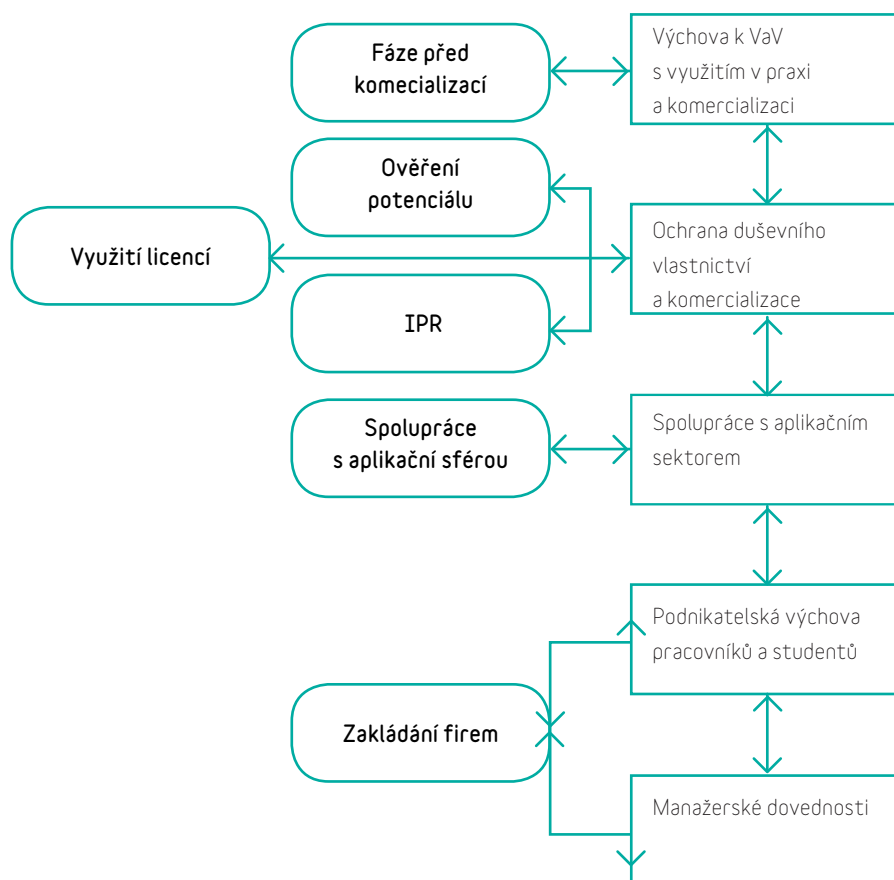 Fáze před
komecializací
Výchova k VaV
s využitím v praxi
a komercializaci
Ověření
potenciálu
Využití licencí
Ochrana duševního
vlastnictví
a komercializace
IPR
Spolupráce
s aplikační sférou
Spolupráce s aplikačním
sektorem
Podnikatelská výchova
pracovníků a studentů
Zakládání firem
Manažerské dovednosti